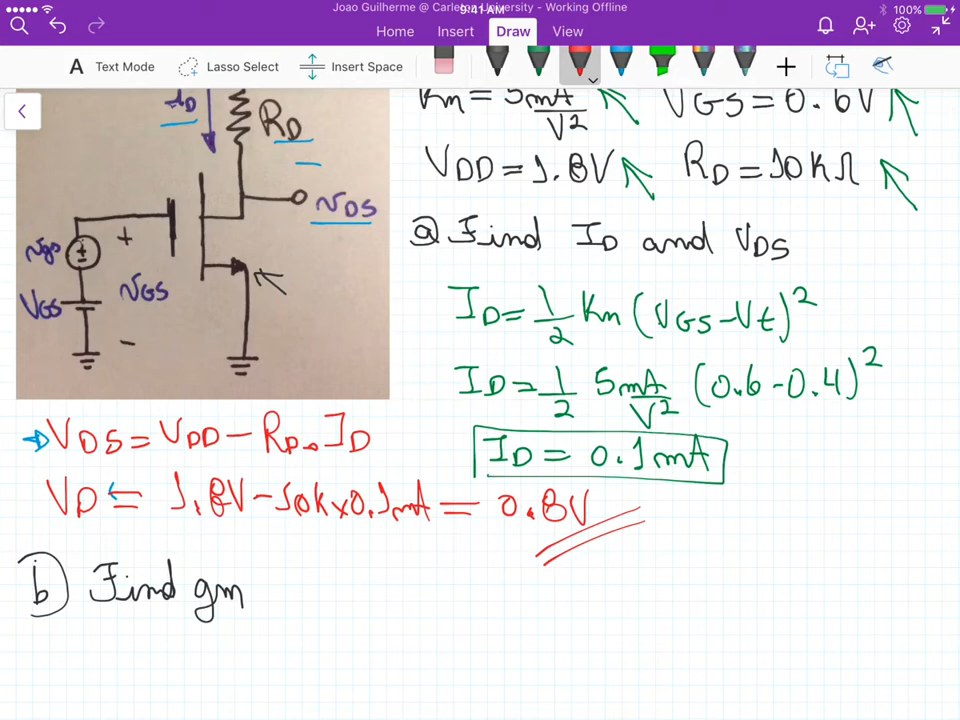 Joao Guilherme @ Carleton University - Working Offline
9:41 AM
100%
Home Insert Draw View
A Text Mode Lasso Select Insert Space
iD
RD
vDS
vgs
+
VGS
vGS
-
Kn = 5mA/V² VGS = 0.6V
VDD = 1.8V RD = 10KΩ
a) Find ID and VDS
ID = 1/2 Kn (VGS - Vt)²
ID = 1/2 5mA/V² (0.6 - 0.4)²
ID = 0.1mA
VDS = VDD - RD . ID
VD = 1.8V - 10k x 0.1mA = 0.8V
b) Find gm